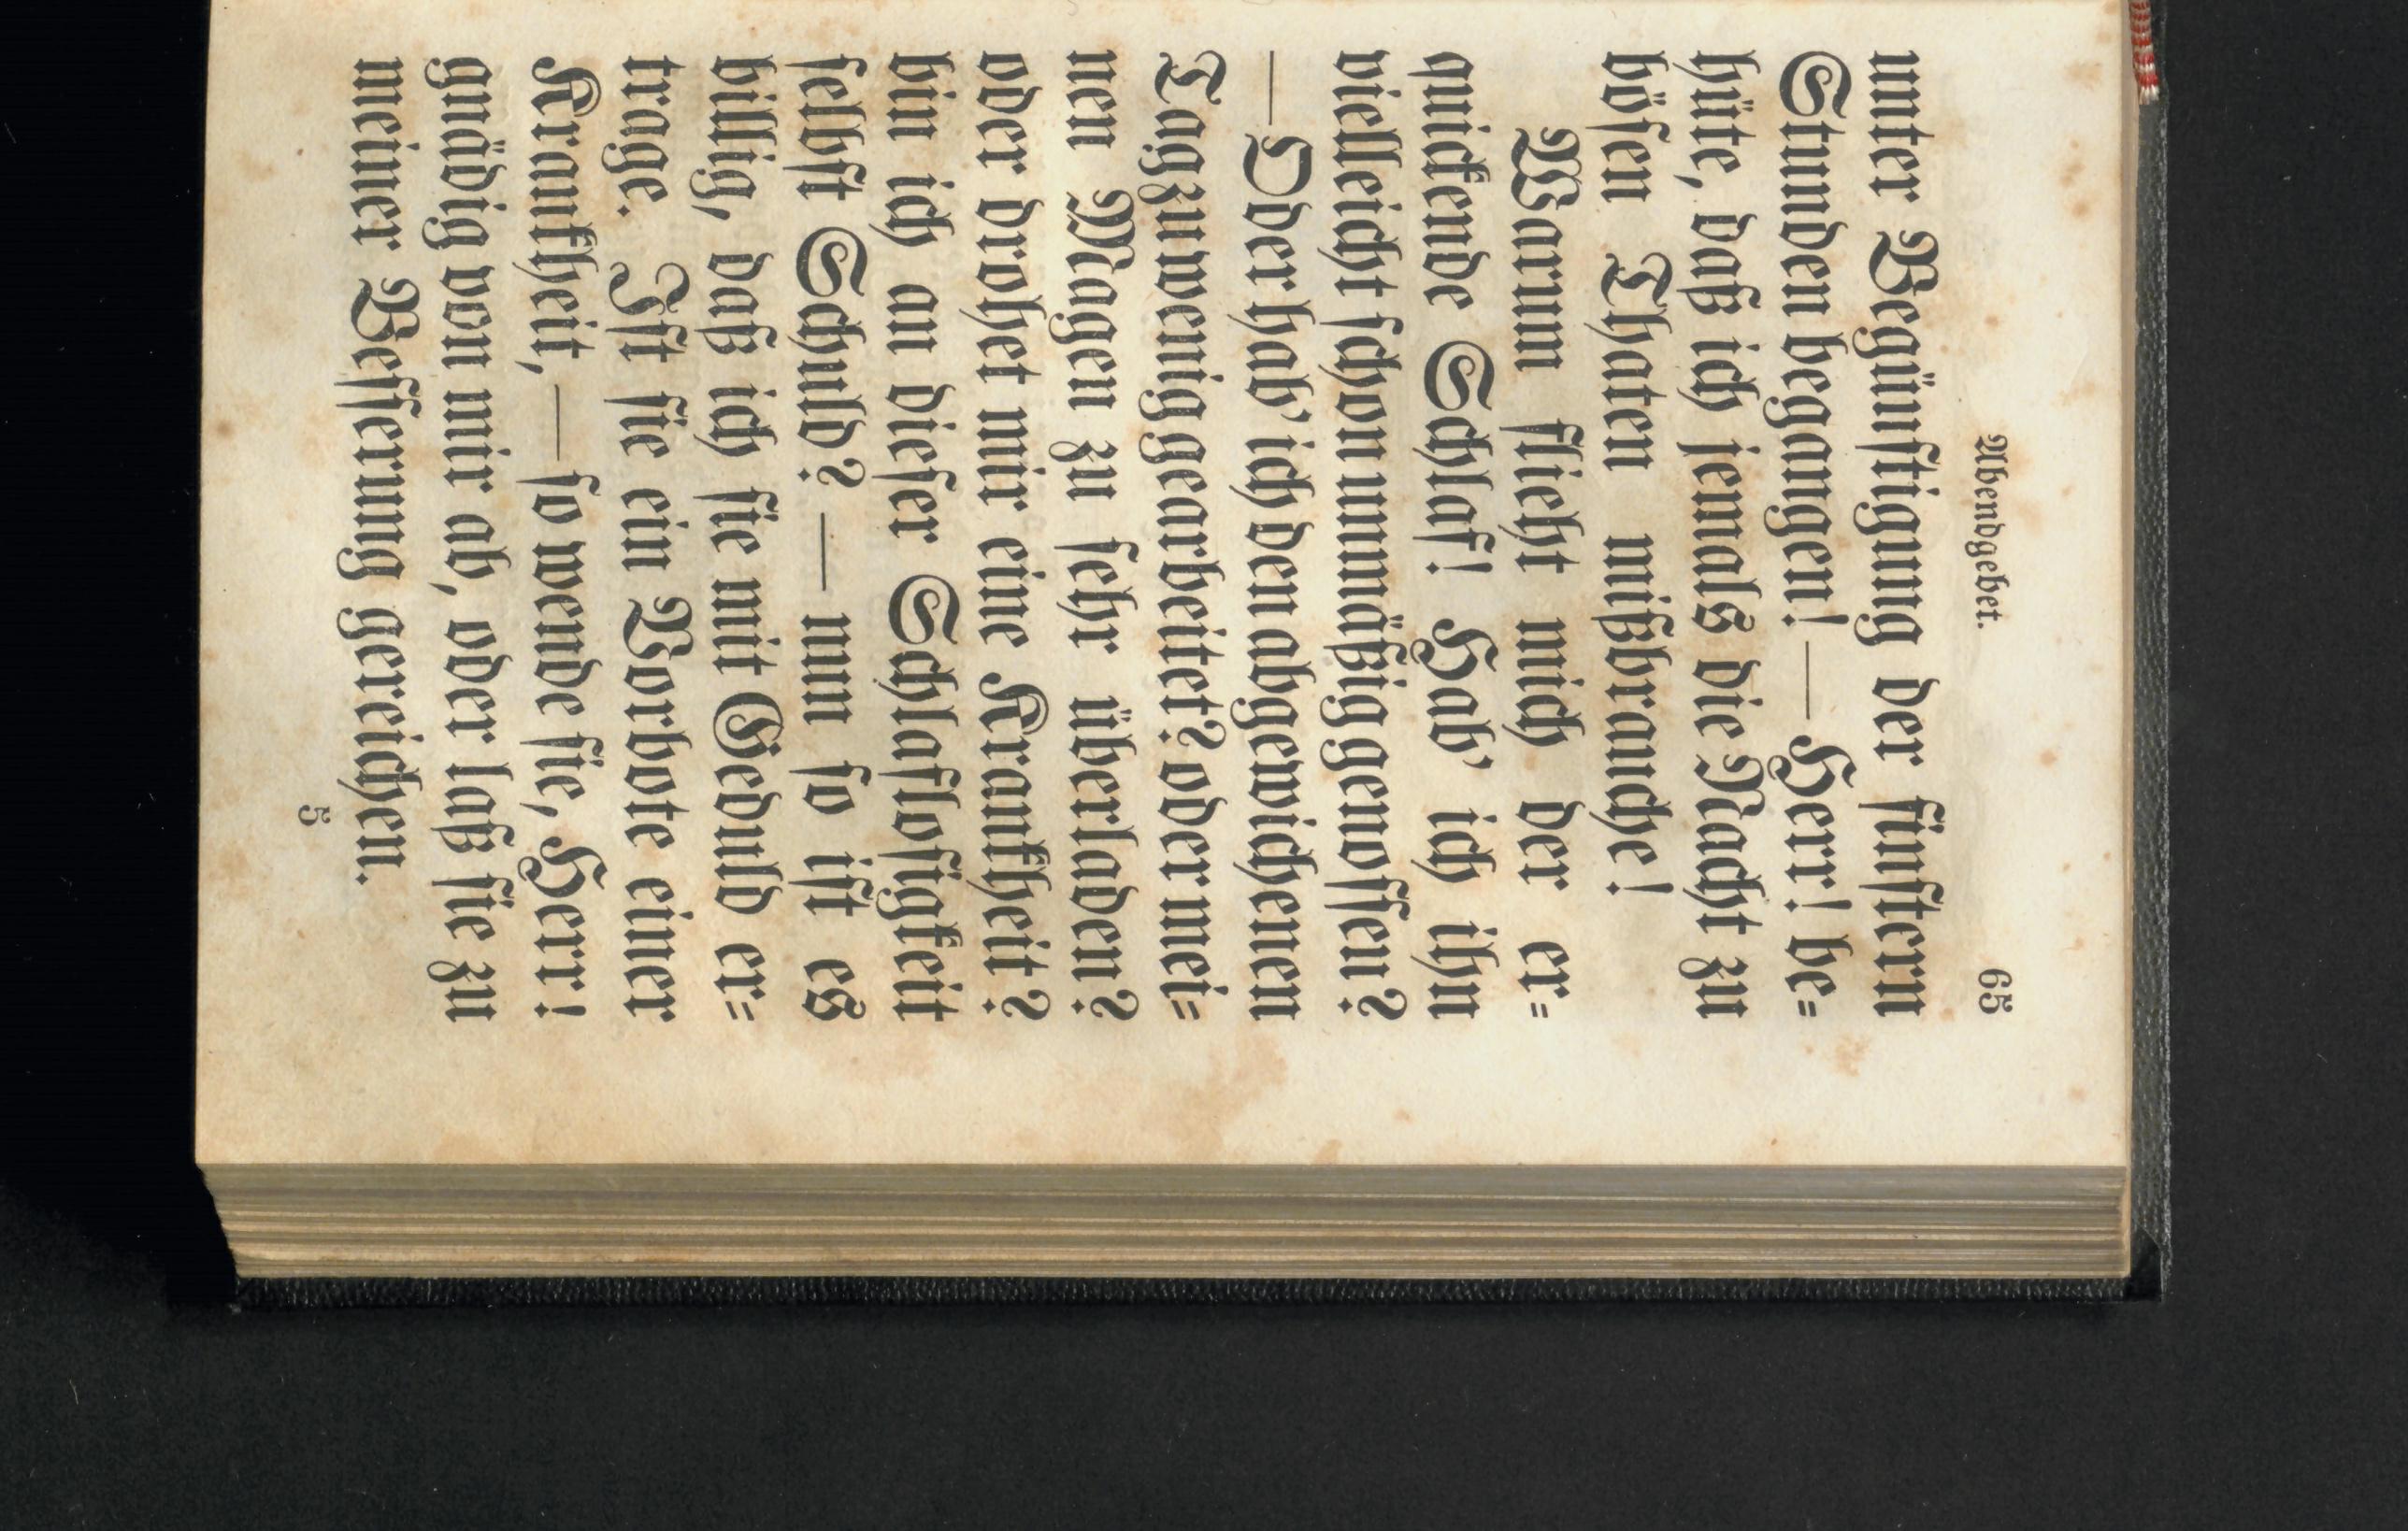 Abendgebet. 65
unter Begünstigung der finstern
Stunden begangen! — Herr! be=
hüte, daß ich jemals die Nacht zu
bösen Thaten mißbrauche!
Warum flieht mich der er=
quickende Schlaf! Hab' ich ihn
vielleicht schon unmäßig genossen?
— Oder hab' ich den abgewichenen
Tag zu wenig gearbeitet? oder mei=
nen Magen zu sehr überladen?
oder drohet mir eine Krankheit?
bin ich an dieser Schlaflosigkeit
selbst Schuld? — nun so ist es
billig, daß ich sie mit Geduld er=
trage. Ist sie ein Vorbote einer
Krankheit, — so wende sie, Herr!
gnädig von mir ab, oder laß sie zu
meiner Besserung gereichen.
5